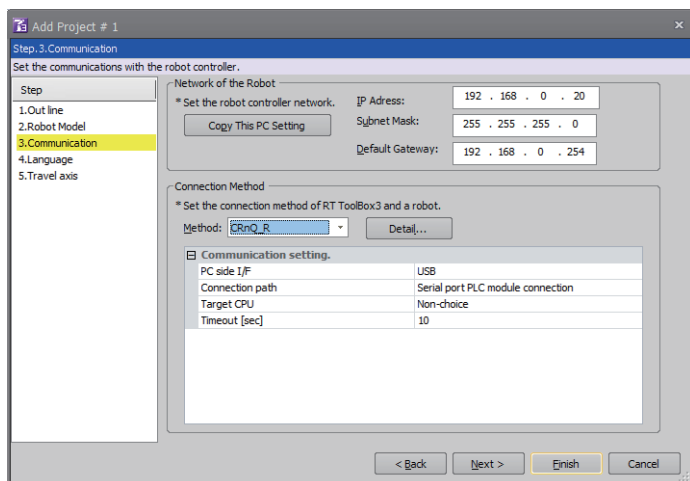 Add Project # 1
Step.3.Communication
Set the communications with the robot controller.
Step
1.Out line
2.Robot Model
3.Communication
4.Language
5.Travel axis
Network of the Robot
* Set the robot controller network.
Copy This PC Setting
IP Adress: 192 . 168 . 0 . 20
Subnet Mask: 255 . 255 . 255 . 0
Default Gateway: 192 . 168 . 0 . 254
Connection Method
* Set the connection method of RT ToolBox3 and a robot.
Method: CRnQ_R Detail...
Communication setting.
PC side I/F USB
Connection path Serial port PLC module connection
Target CPU Non-choice
Timeout [sec] 10
< Back Next > Finish Cancel